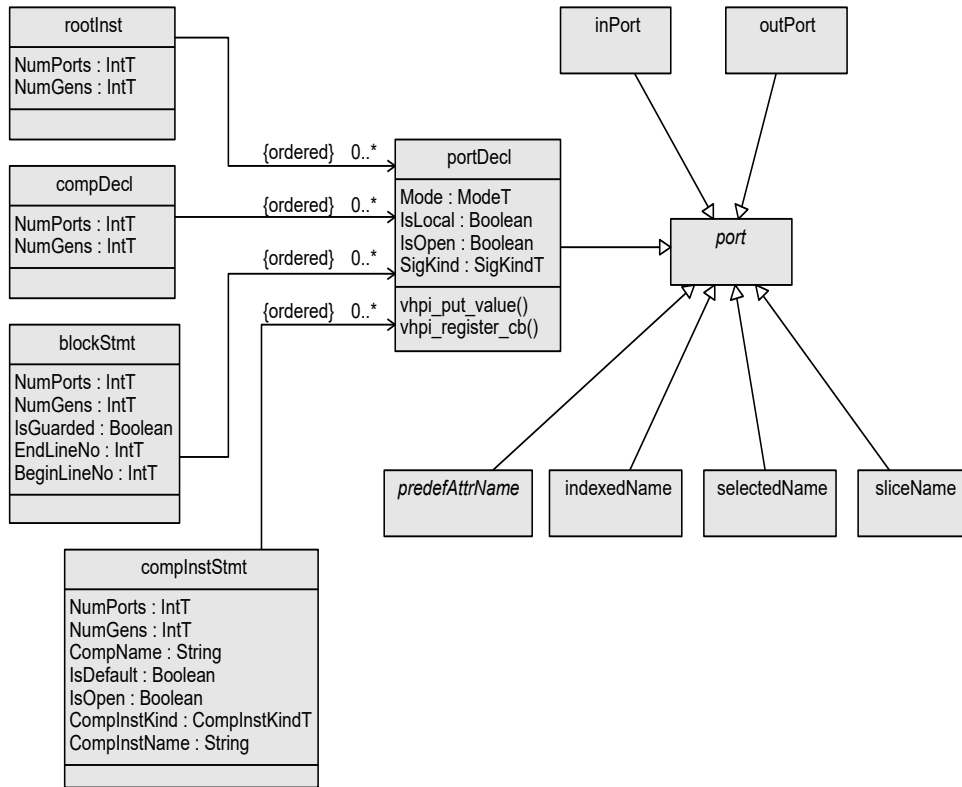 rootInst
NumPorts : IntT
NumGens : IntT
inPort
outPort
{ordered} 0..*
compDecl
NumPorts : IntT
NumGens : IntT
{ordered} 0..*
{ordered} 0..*
{ordered} 0..*
portDecl
Mode : ModeT
IsLocal : Boolean
IsOpen : Boolean
SigKind : SigKindT
vhpi_put_value()
vhpi_register_cb()
port
blockStmt
NumPorts : IntT
NumGens : IntT
IsGuarded : Boolean
EndLineNo : IntT
BeginLineNo : IntT
predefAttrName
indexedName
selectedName
sliceName
compInstStmt
NumPorts : IntT
NumGens : IntT
CompName : String
IsDefault : Boolean
IsOpen : Boolean
CompInstKind : CompInstKindT
CompInstName : String